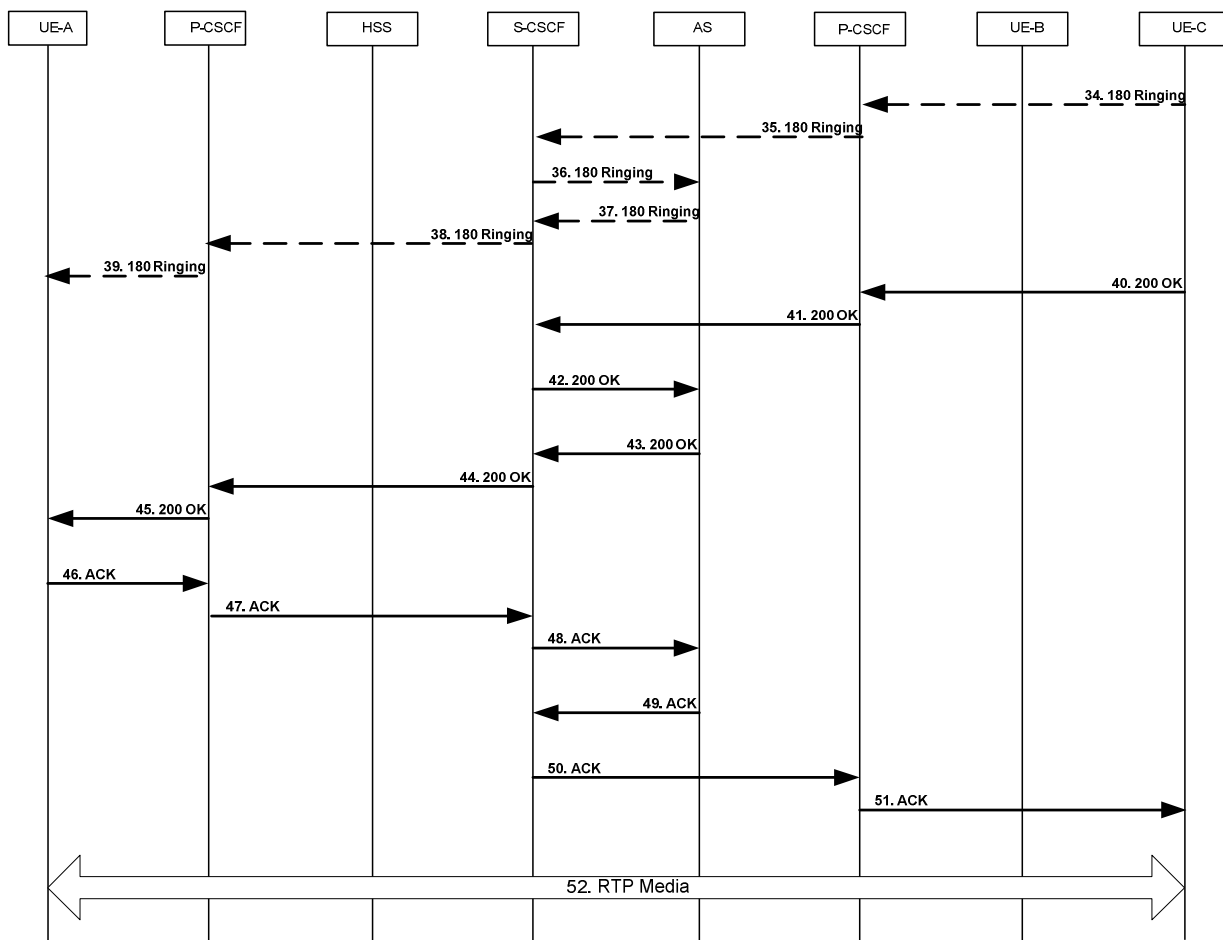 UE-A
P-CSCF
HSS
S-CSCF
AS
P-CSCF
UE-B
UE-C
34. 180 Ringing
35. 180 Ringing
36. 180 Ringing
37. 180 Ringing
38. 180 Ringing
39. 180 Ringing
40. 200 OK
41. 200 OK
42. 200 OK
43. 200 OK
44. 200 OK
45. 200 OK
46. ACK
47. ACK
48. ACK
49. ACK
50. ACK
51. ACK
52. RTP Media